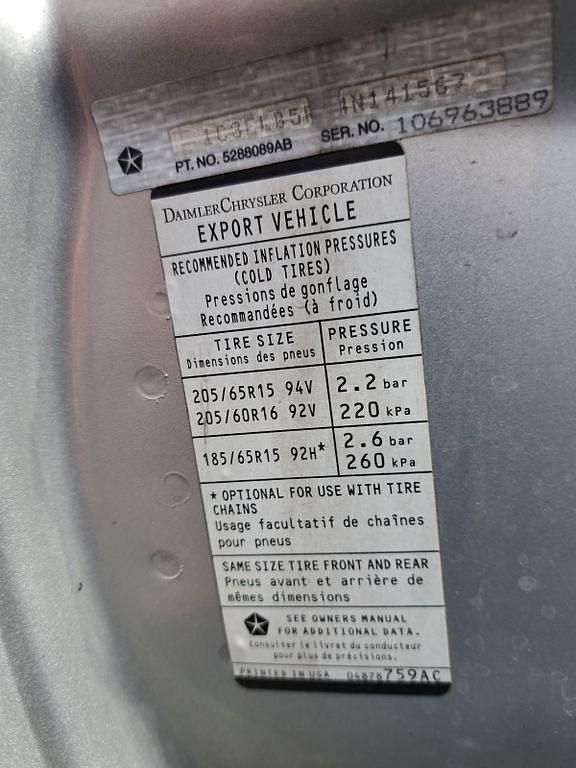 4N141567
PT. NO. 5288089AB SER. NO. 106963889
DAIMLERCHRYSLER CORPORATION
EXPORT VEHICLE
RECOMMENDED INFLATION PRESSURES
(COLD TIRES)
Pressions de gonflage
Recommandées (à froid)
TIRE SIZE
Dimensions des pneus
PRESSURE
Pression
205/65R15 94V
205/60R16 92V
2.2 bar
220 kPa
185/65R15 92H*
2.6 bar
260 kPa
* OPTIONAL FOR USE WITH TIRE
CHAINS
Usage facultatif de chaînes
pour pneus
SAME SIZE TIRE FRONT AND REAR
Pneus avant et arrière de
mêmes dimensions
SEE OWNERS MANUAL
FOR ADDITIONAL DATA.
Consulter le livret du conducteur
pour plus de précisions.
PRINTED IN USA 04878759AC